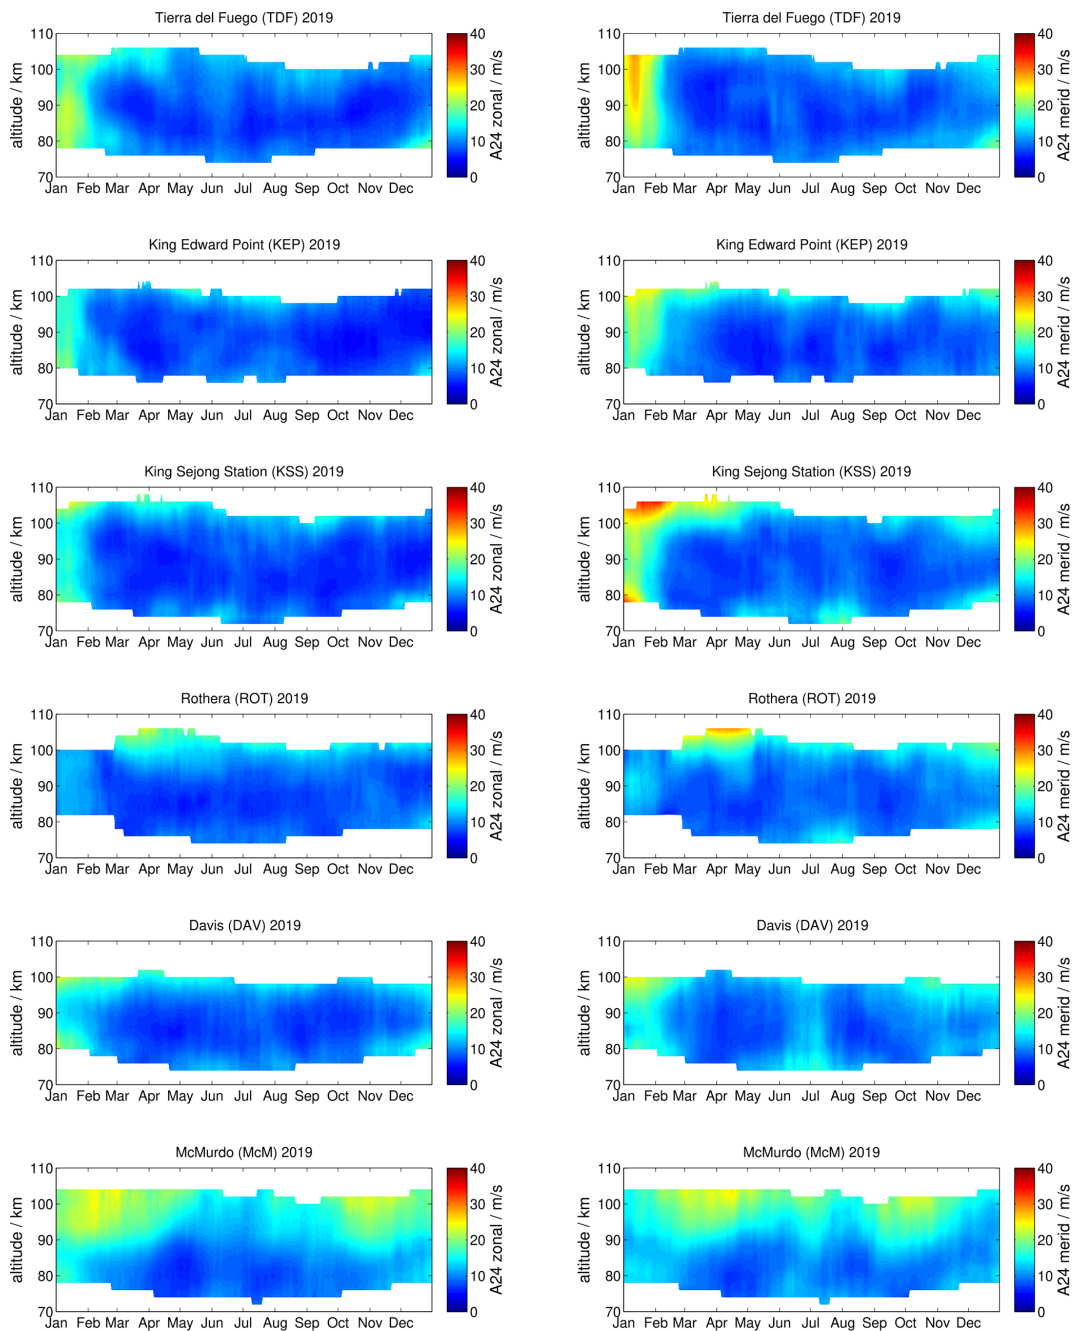 Tierra del Fuego (TDF) 2019
110
100
90
80
70
altitude / km
Jan Feb Mar Apr May Jun Jul Aug Sep Oct Nov Dec
40
30
20
10
0
A24 zonal / m/s
Tierra del Fuego (TDF) 2019
110
100
90
80
70
altitude / km
Jan Feb Mar Apr May Jun Jul Aug Sep Oct Nov Dec
40
30
20
10
0
A24 merid / m/s
King Edward Point (KEP) 2019
110
100
90
80
70
altitude / km
Jan Feb Mar Apr May Jun Jul Aug Sep Oct Nov Dec
40
30
20
10
0
A24 zonal / m/s
King Edward Point (KEP) 2019
110
100
90
80
70
altitude / km
Jan Feb Mar Apr May Jun Jul Aug Sep Oct Nov Dec
40
30
20
10
0
A24 merid / m/s
King Sejong Station (KSS) 2019
110
100
90
80
70
altitude / km
Jan Feb Mar Apr May Jun Jul Aug Sep Oct Nov Dec
40
30
20
10
0
A24 zonal / m/s
King Sejong Station (KSS) 2019
110
100
90
80
70
altitude / km
Jan Feb Mar Apr May Jun Jul Aug Sep Oct Nov Dec
40
30
20
10
0
A24 merid / m/s
Rothera (ROT) 2019
110
100
90
80
70
altitude / km
Jan Feb Mar Apr May Jun Jul Aug Sep Oct Nov Dec
40
30
20
10
0
A24 zonal / m/s
Rothera (ROT) 2019
110
100
90
80
70
altitude / km
Jan Feb Mar Apr May Jun Jul Aug Sep Oct Nov Dec
40
30
20
10
0
A24 merid / m/s
Davis (DAV) 2019
110
100
90
80
70
altitude / km
Jan Feb Mar Apr May Jun Jul Aug Sep Oct Nov Dec
40
30
20
10
0
A24 zonal / m/s
Davis (DAV) 2019
110
100
90
80
70
altitude / km
Jan Feb Mar Apr May Jun Jul Aug Sep Oct Nov Dec
40
30
20
10
0
A24 merid / m/s
McMurdo (McM) 2019
110
100
90
80
70
altitude / km
Jan Feb Mar Apr May Jun Jul Aug Sep Oct Nov Dec
40
30
20
10
0
A24 zonal / m/s
McMurdo (McM) 2019
110
100
90
80
70
altitude / km
Jan Feb Mar Apr May Jun Jul Aug Sep Oct Nov Dec
40
30
20
10
0
A24 merid / m/s